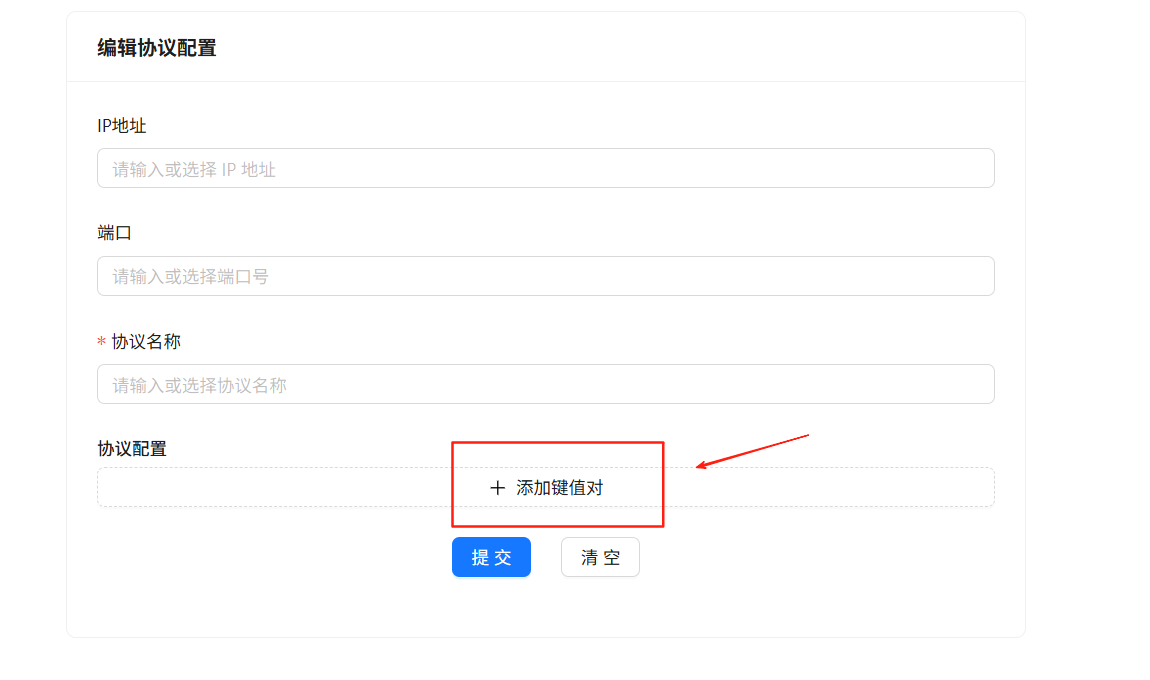 编辑协议配置
IP地址
请输入或选择 IP 地址
端口
请输入或选择端口号
* 协议名称
请输入或选择协议名称
协议配置
+ 添加键值对
提 交 清 空